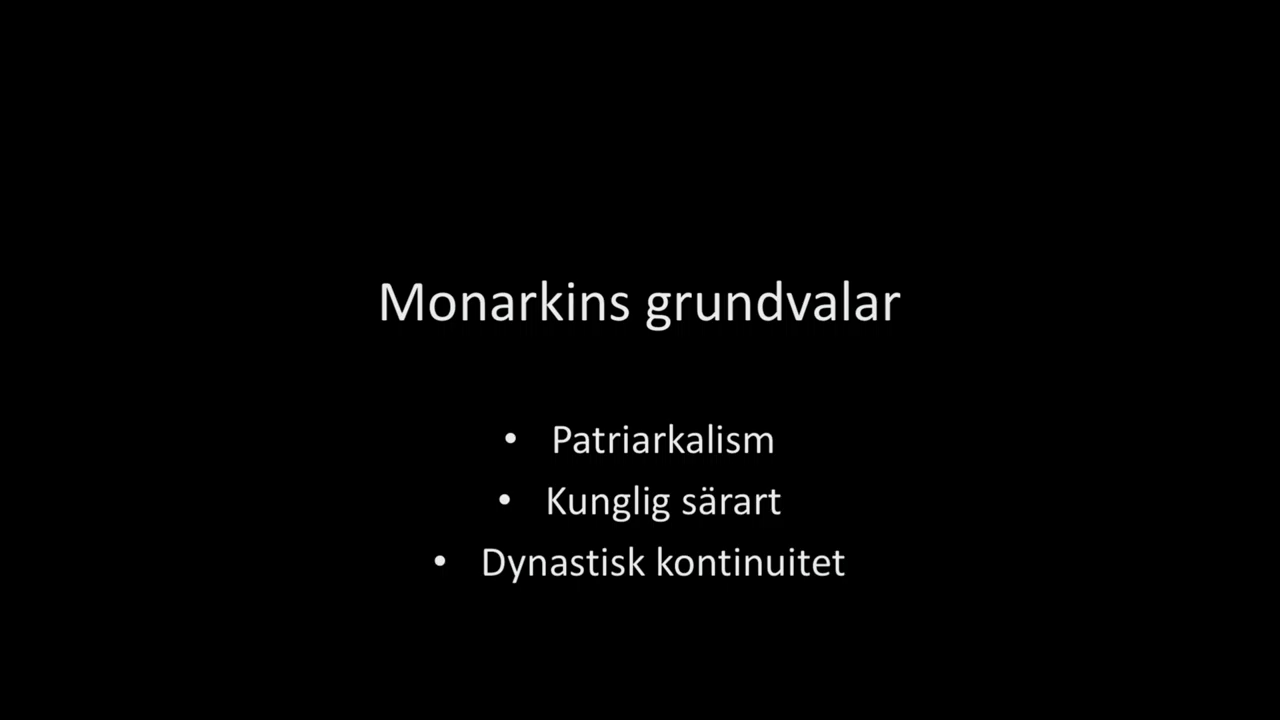 Monarkins grundvalar
• Patriarkalism
• Kunglig särart
• Dynastisk kontinuitet